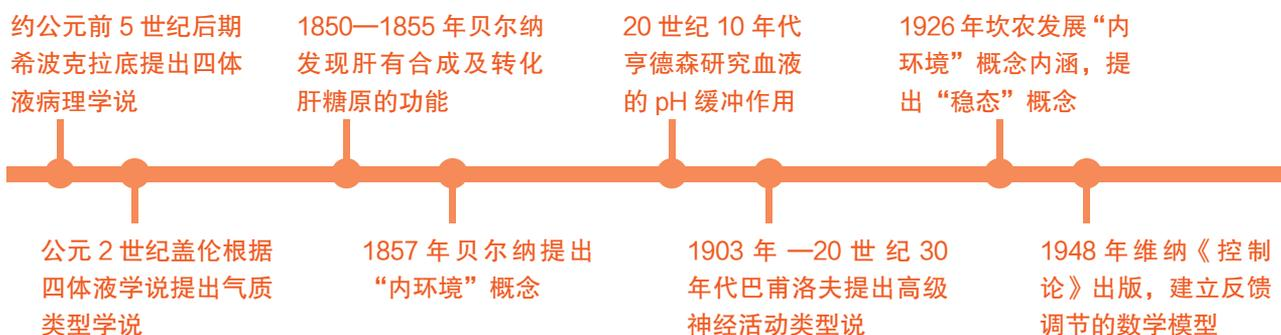 约公元前 5 世纪后期
希波克拉底提出四体
液病理学说
1850—1855 年贝尔纳
发现肝有合成及转化
肝糖原的功能
20 世纪 10 年代
亨德森研究血液
的 pH 缓冲作用
1926 年坎农发展“内
环境”概念内涵，提
出“稳态”概念
公元 2 世纪盖伦根据
四体液学说提出气质
类型学说
1857 年贝尔纳提出
“内环境”概念
1903 年 —20 世 纪 30
年代巴甫洛夫提出高级
神经活动类型说
1948 年维纳《控制
论》出版，建立反馈
调节的数学模型